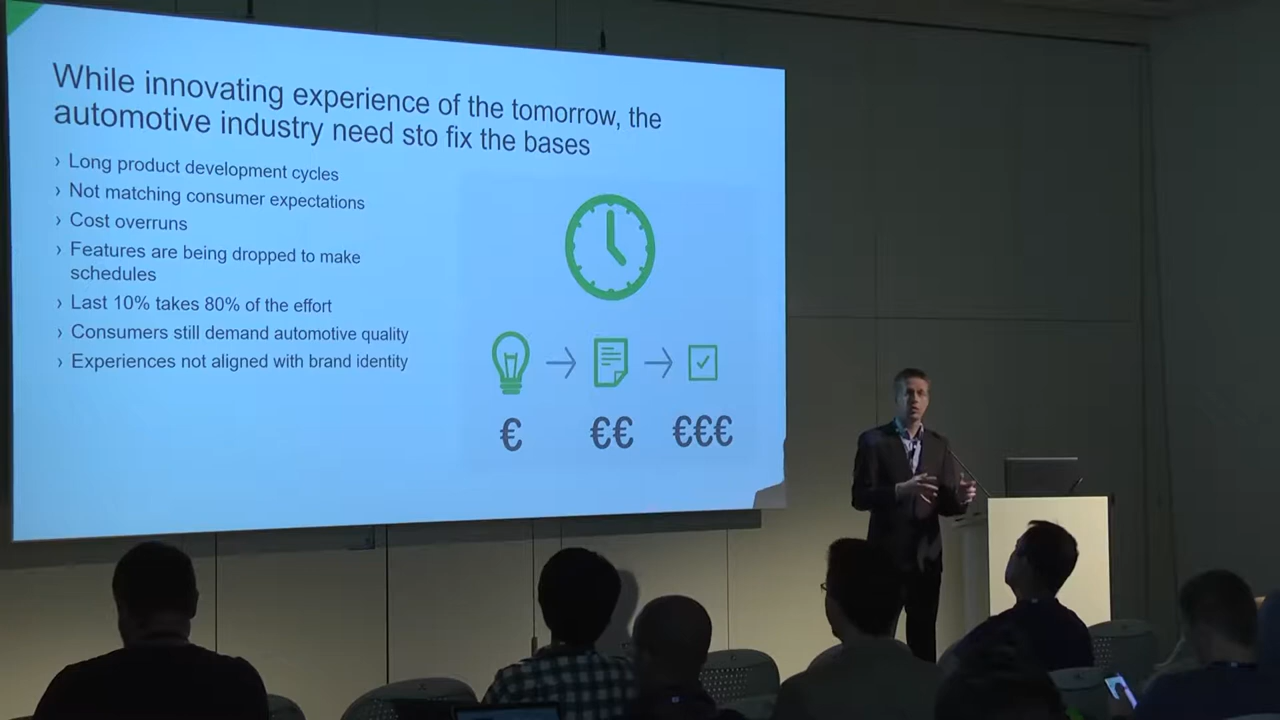 While innovating experience of the tomorrow, the
automotive industry need sto fix the bases
› Long product development cycles
› Not matching consumer expectations
› Cost overruns
› Features are being dropped to make
schedules
› Last 10% takes 80% of the effort
› Consumers still demand automotive quality
› Experiences not aligned with brand identity
€ €€ €€€